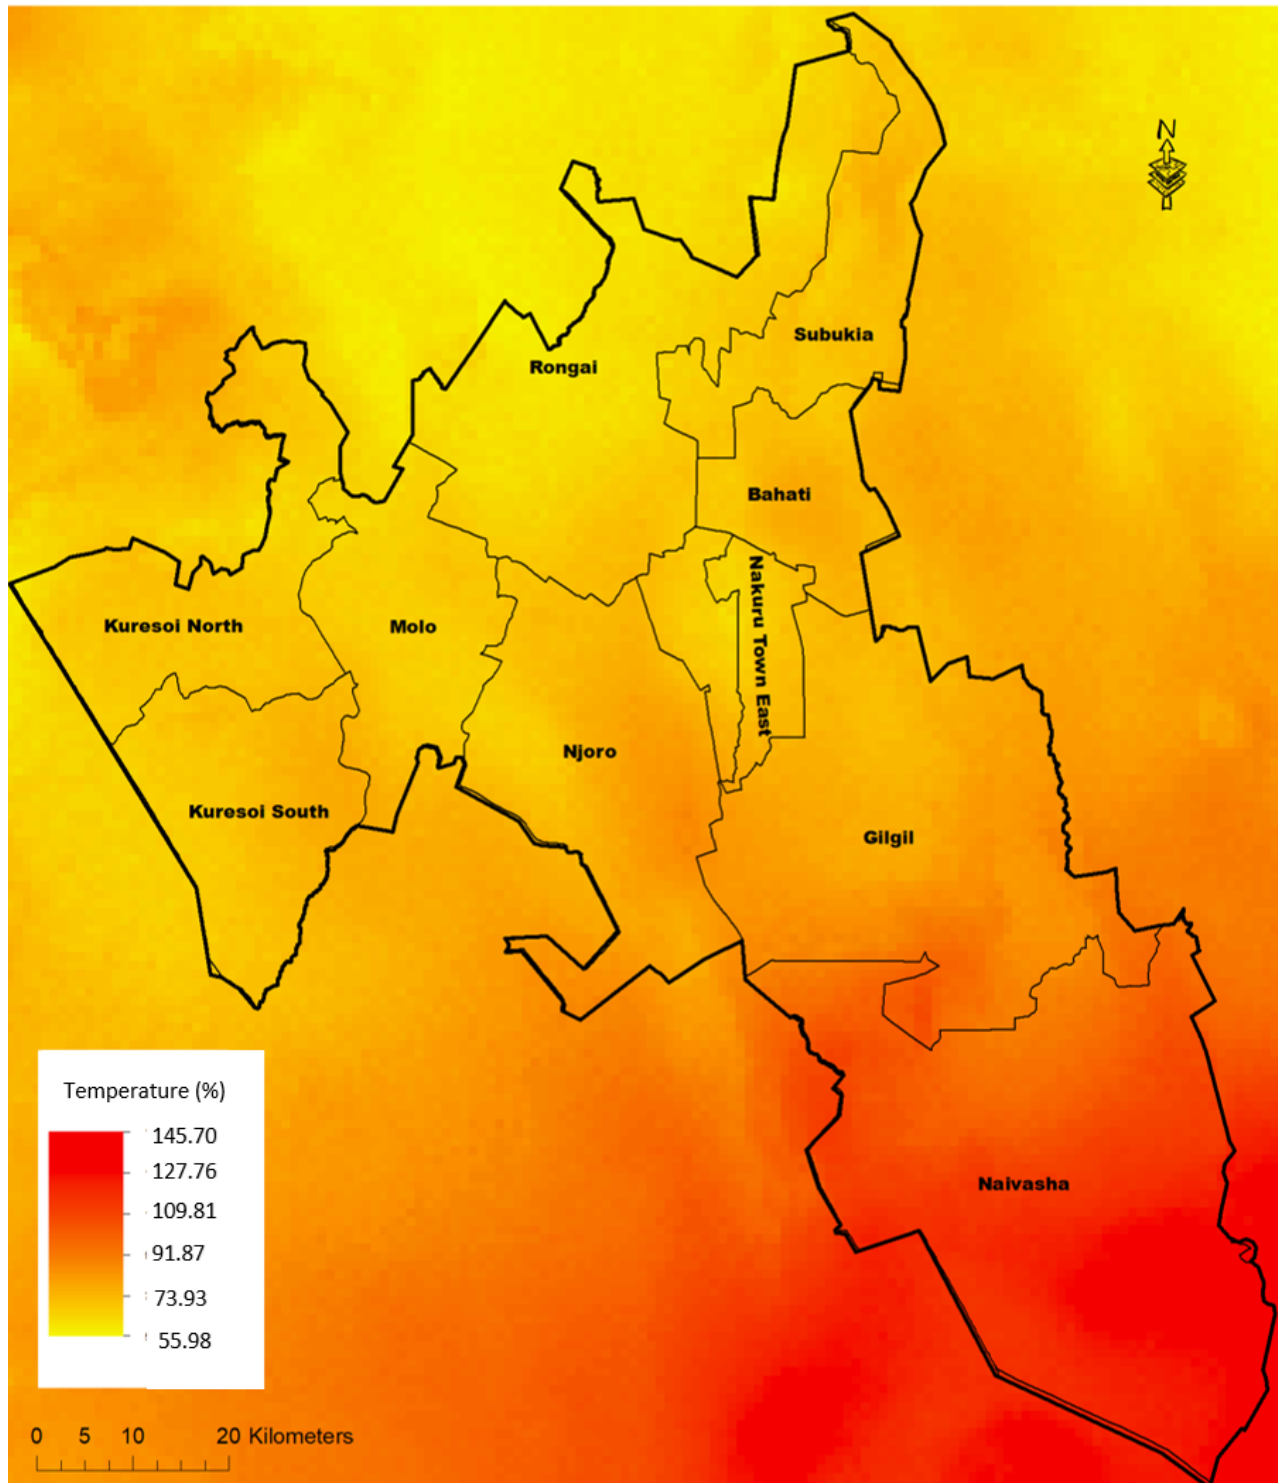 N
Subukia
Rongai
Bahati
Nakuru Town East
Kuresoi North
Molo
Njoro
Kuresoi South
Gilgil
Naivasha
Temperature (%)
145.70
127.76
109.81
91.87
73.93
55.98
0 5 10 20 Kilometers